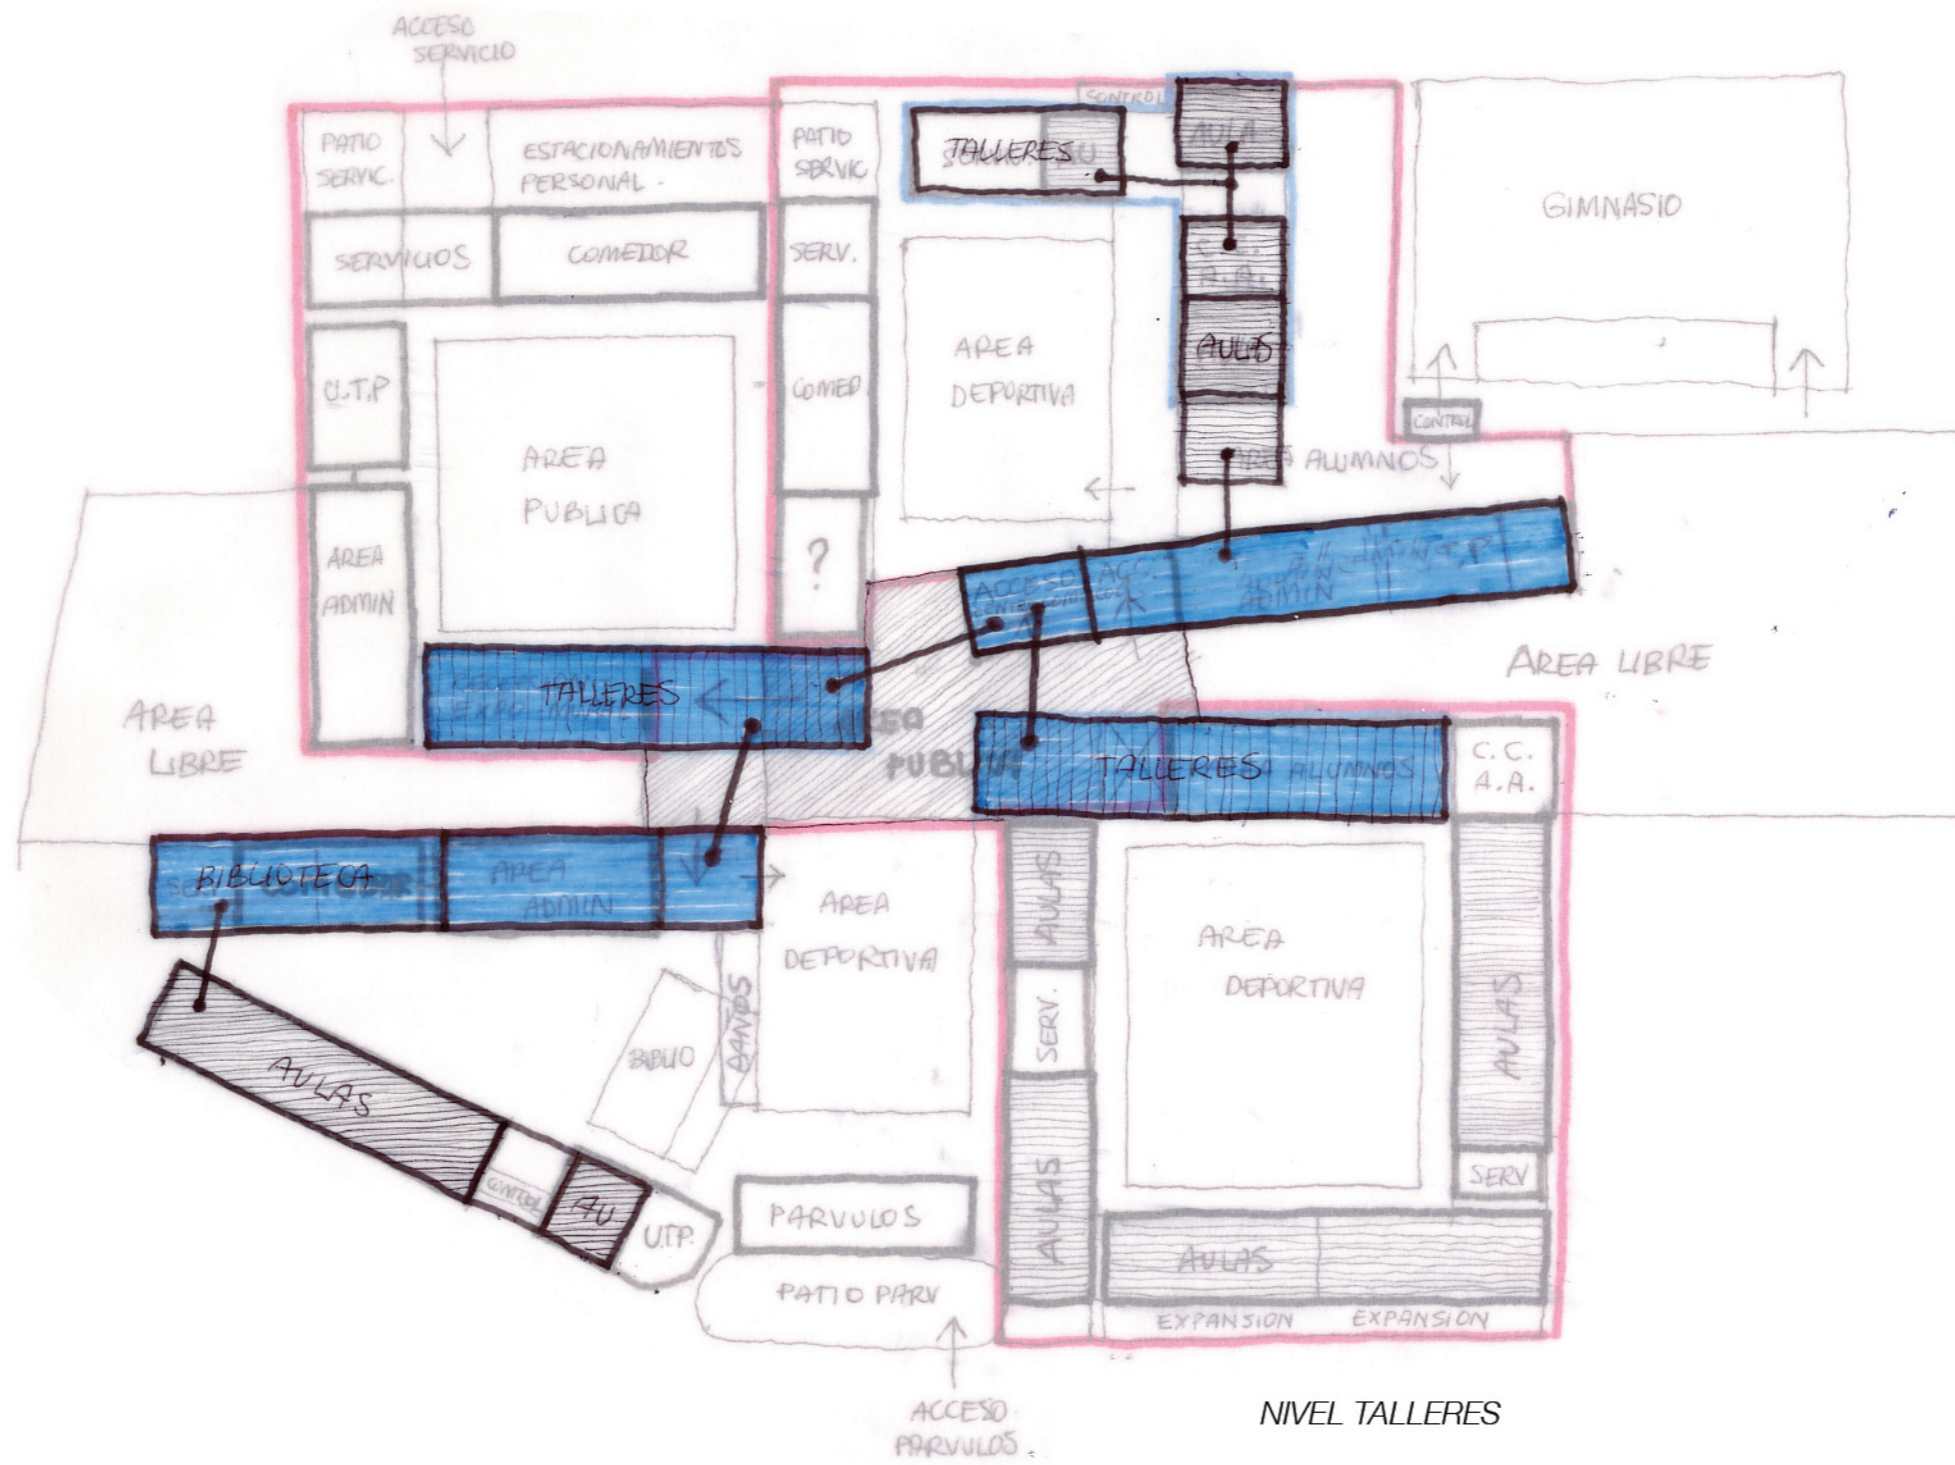 ACCESO
SERVICIO
PATIO
SERVIC.
ESTACIONAMIENTOS
PERSONAL.
PATIO
SERVIC
CONTROL
TALLERES
AULA
GIMNASIO
SERVICIOS
COMEDOR
SERV.
C.C.
A.A.
AREA
DEPORTIVA
AULAS
U.T.P
COMED
CONTROL
AREA
PUBLICA
AREA ALUMNOS
?
AREA
ADMIN
ACCESO
ACC.
ADMIN
AREA LIBRE
TALLERES
AREA
LIBRE
PUBLICA
TALLERES
ALUMNOS
C.C.
A.A.
BIBLIOTECA
AREA
ADMIN
AREA
DEPORTIVA
AULAS
AREA
DEPORTIVA
AULAS
BAÑOS
SERV.
BIBLIO
AULAS
CONTROL
AU
U.T.P.
PARVULOS
AULAS
SERV
AULAS
PATIO PARV
EXPANSION
EXPANSION
ACCESO
PARVULOS.
NIVEL TALLERES